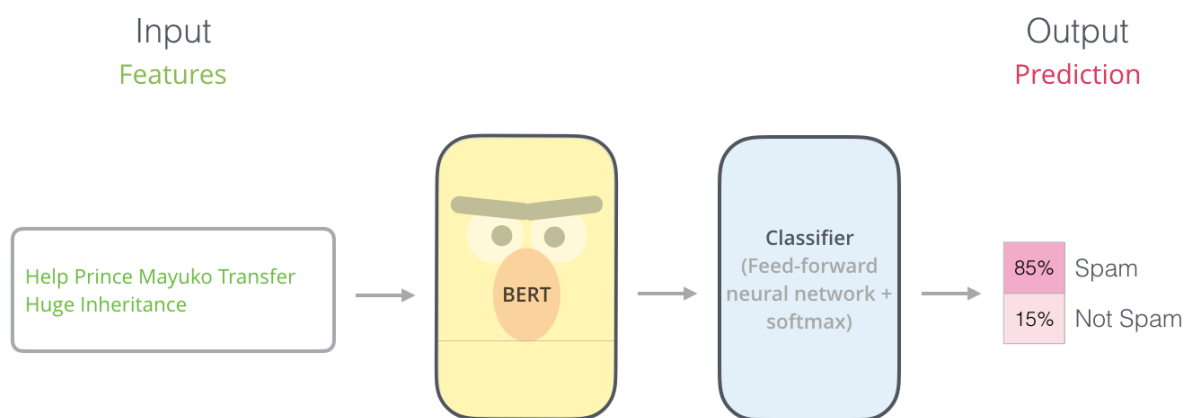 Input
Features
Output
Prediction
Help Prince Mayuko Transfer
Huge Inheritance
BERT
Classifier
(Feed-forward
neural network +
softmax)
85% Spam
15% Not Spam